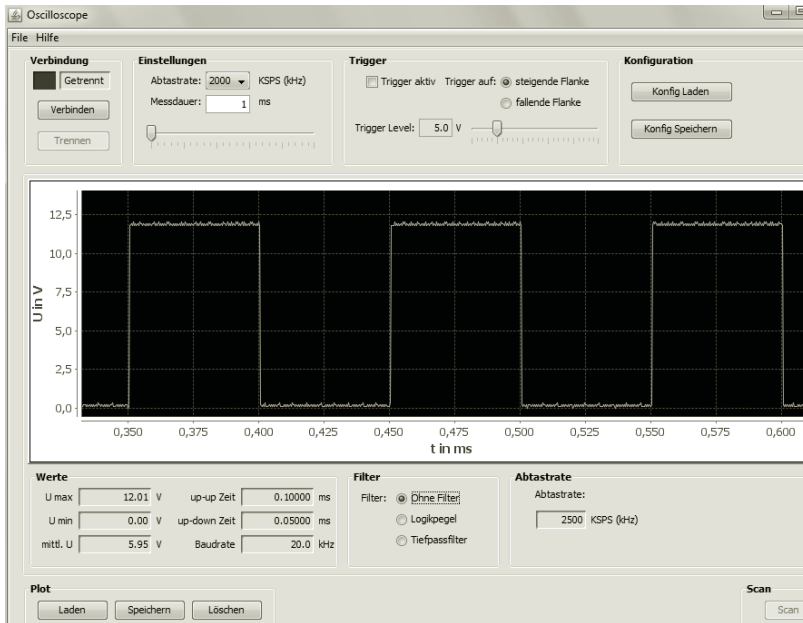 Oscilloscope
File Hilfe
Verbindung
Getrennt
Verbinden
Trennen
Einstellungen
Abtastrate: 2000 KSPS (kHz)
Messdauer: 1 ms
Trigger
Trigger aktiv Trigger auf: steigende Flanke
fallende Flanke
Trigger Level: 5.0 V
Konfiguration
Konfig Laden
Konfig Speichern
12,5
10,0
7,5
5,0
2,5
0,0
U in V
0,350 0,375 0,400 0,425 0,450 0,475 0,500 0,525 0,550 0,575 0,600
t in ms
Werte
U max 12.01 V up-up Zeit 0.10000 ms
U min 0.00 V up-down Zeit 0.05000 ms
mittl. U 5.95 V Baudrate 20.0 kHz
Filter
Filter: Ohne Filter
Logikpegel
Tiefpassfilter
Abtastrate
Abtastrate:
2500 KSPS (kHz)
Plot
Laden Speichern Löschen
Scan
Scan